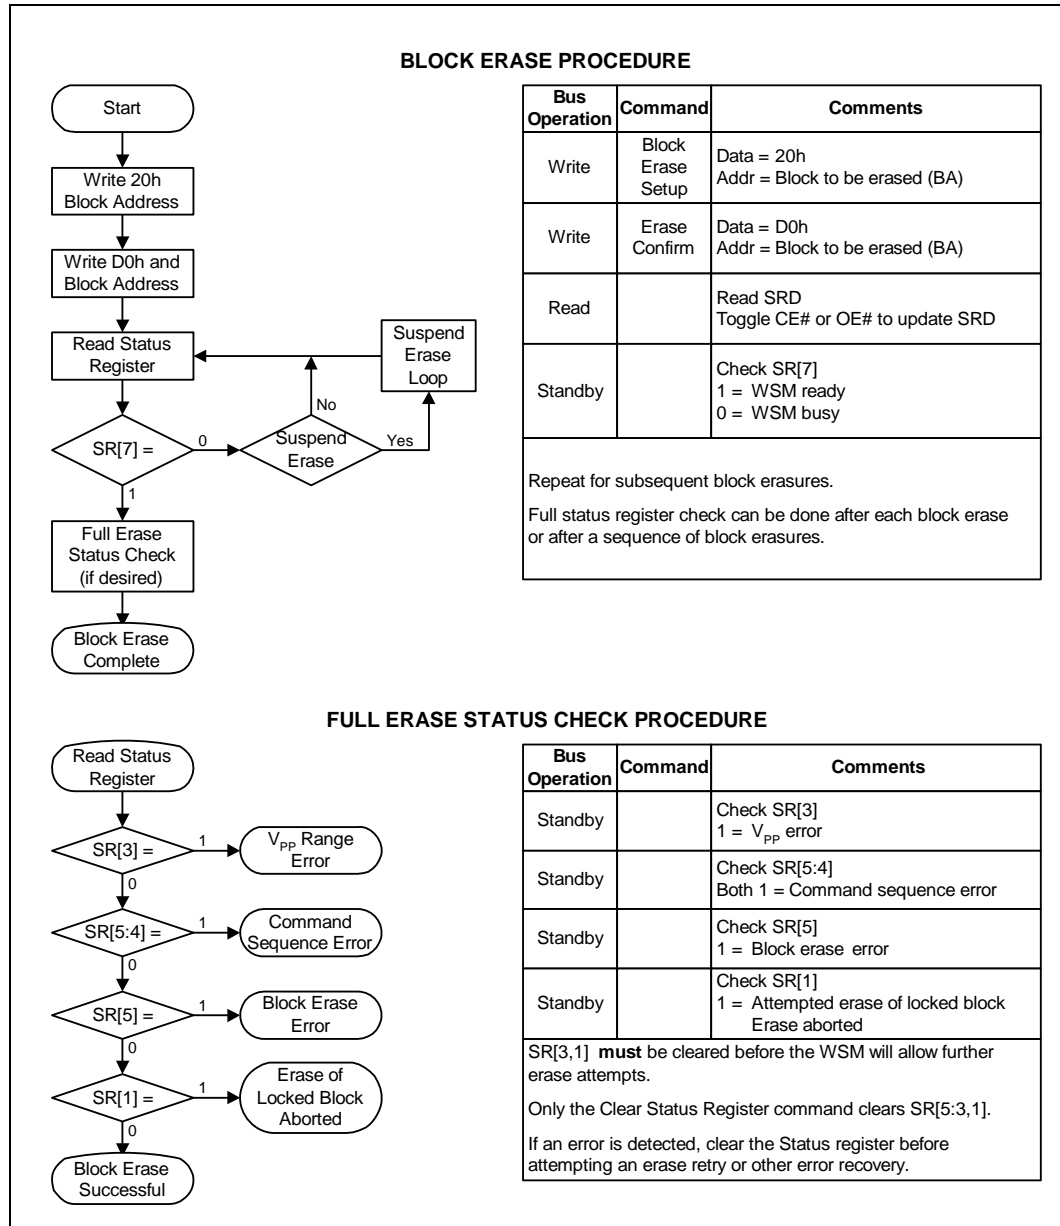 BLOCK ERASE PROCEDURE
Start
Write 20h
Block Address
Write D0h and
Block Address
Read Status
Register
Suspend
Erase
Loop
No
SR[7] =
0
Suspend
Erase
Yes
1
Full Erase
Status Check
(if desired)
Block Erase
Complete
Bus
Operation
Command
Comments
Write
Block
Erase
Setup
Data = 20h
Addr = Block to be erased (BA)
Write
Erase
Confirm
Data = D0h
Addr = Block to be erased (BA)
Read
Read SRD
Toggle CE# or OE# to update SRD
Standby
Check SR[7]
1 = WSM ready
0 = WSM busy
Repeat for subsequent block erasures.
Full status register check can be done after each block erase
or after a sequence of block erasures.
FULL ERASE STATUS CHECK PROCEDURE
Read Status
Register
SR[3] =
1
VPP Range
Error
0
SR[5:4] =
1
Command
Sequence Error
0
SR[5] =
1
Block Erase
Error
0
SR[1] =
1
Erase of
Locked Block
Aborted
0
Block Erase
Successful
Bus
Operation
Command
Comments
Standby
Check SR[3]
1 = VPP error
Standby
Check SR[5:4]
Both 1 = Command sequence error
Standby
Check SR[5]
1 = Block erase error
Standby
Check SR[1]
1 = Attempted erase of locked block
Erase aborted
SR[3,1] must be cleared before the WSM will allow further
erase attempts.
Only the Clear Status Register command clears SR[5:3,1].
If an error is detected, clear the Status register before
attempting an erase retry or other error recovery.